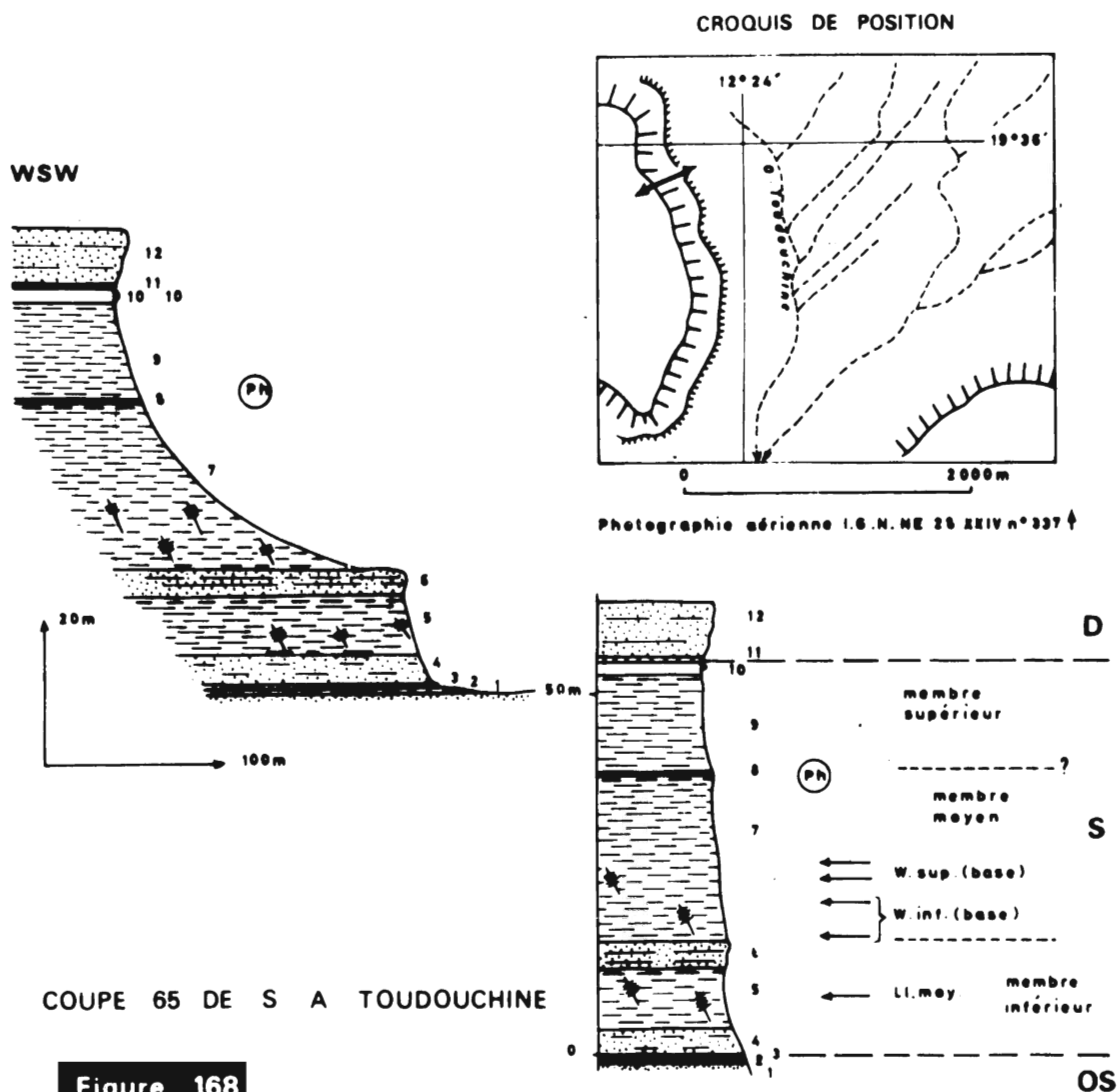 CROQUIS DE POSITION
12° 24'
19° 36'
O. Toudouchine
0 2000m
Photographie aérienne I.G.N. NE 28 XXIV n° 337
WSW
12
11
10 10
9
8
Ph
7
6
5
4
3 2 1
20m
100m
50m
12
11
10
9
8
7
6
5
4
3
2
1
0
Ph
D
membre
supérieur
?
membre
moyen
S
W. sup. (base)
W. inf. (base)
Ll. moy. membre
inférieur
OS
COUPE 65 DE S A TOUDOUCHINE
Figure 168